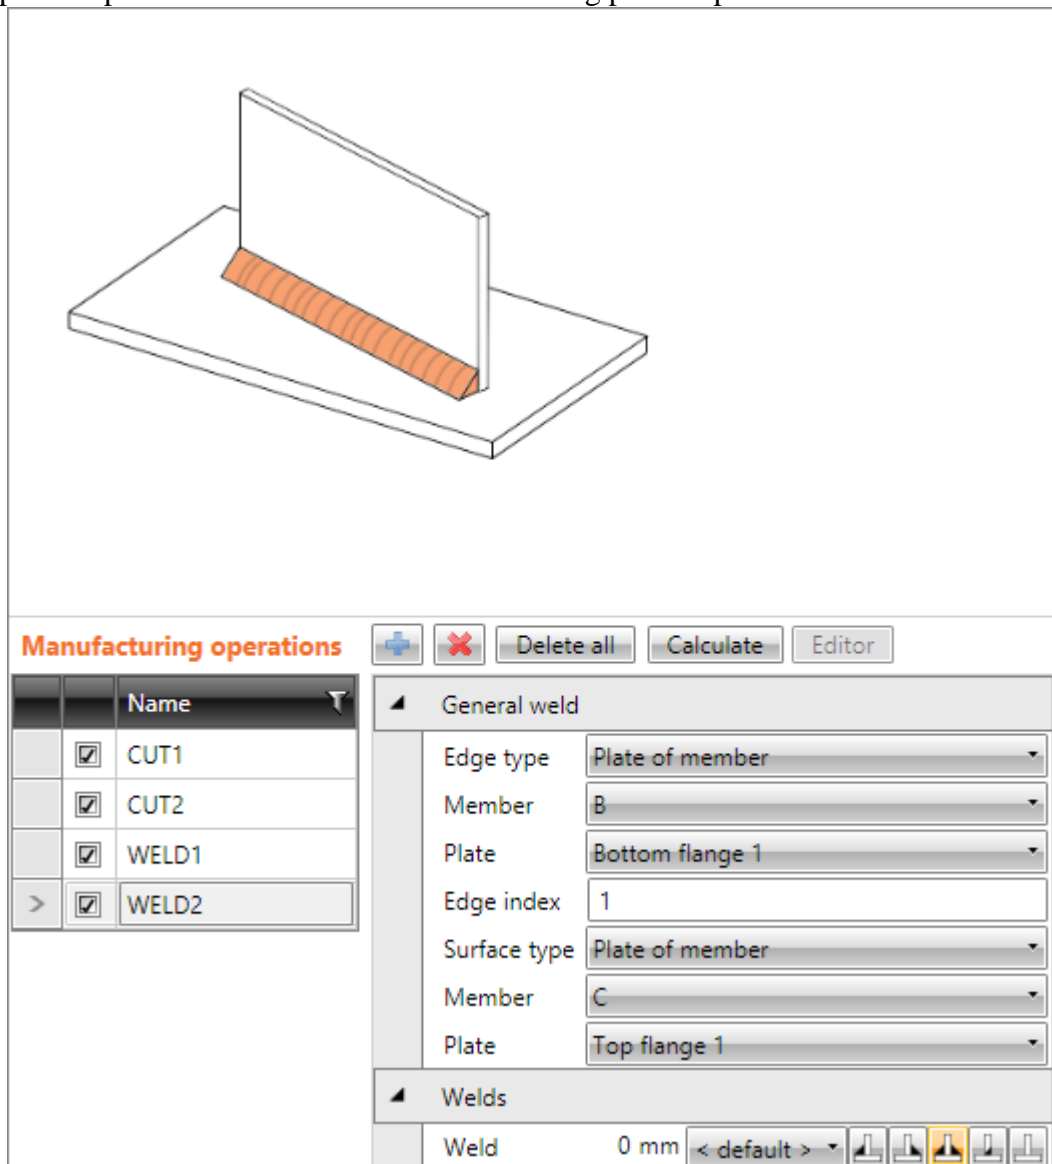 Manufacturing operations
Delete all
Calculate
Editor
Name
CUT1
CUT2
WELD1
> WELD2
General weld
Edge type Plate of member
Member B
Plate Bottom flange 1
Edge index 1
Surface type Plate of member
Member C
Plate Top flange 1
Welds
Weld 0 mm < default >